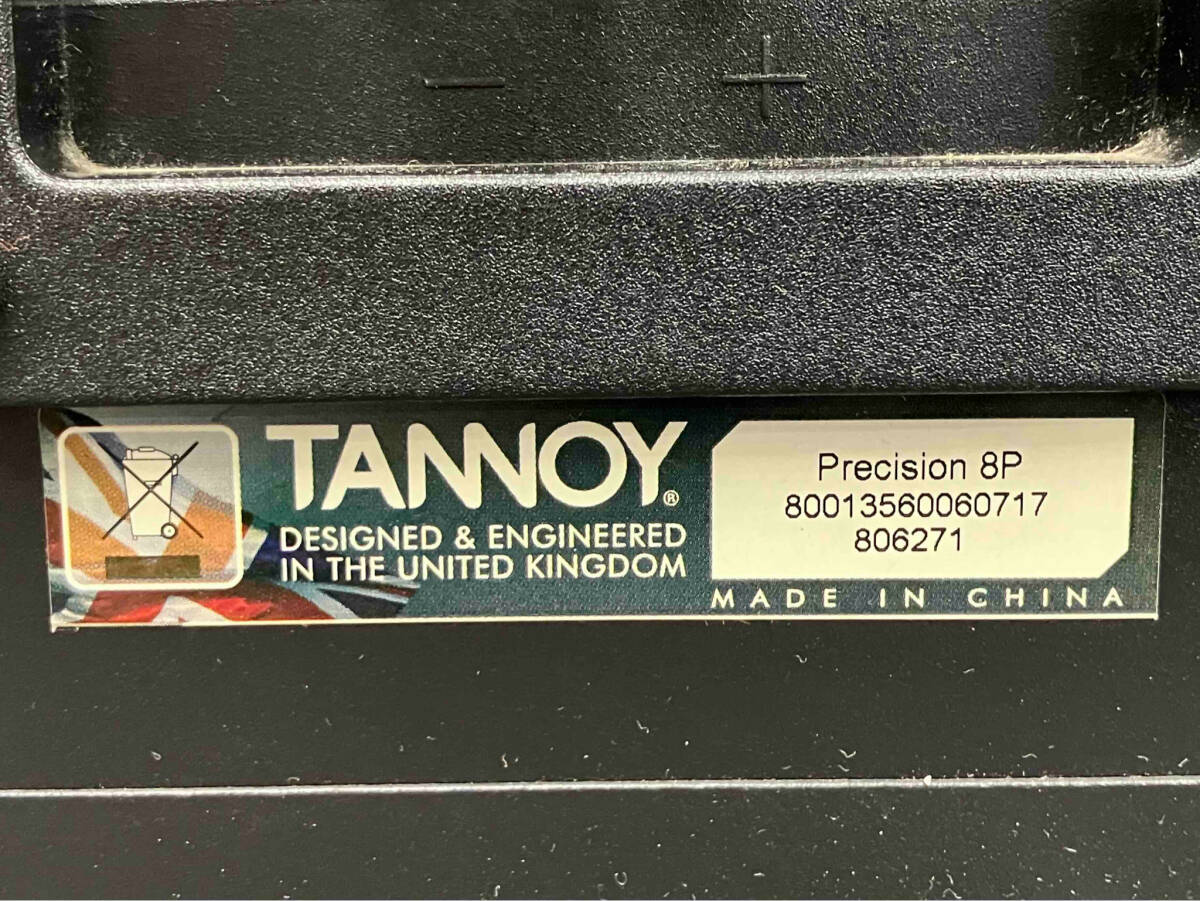 − +
TANNOY®
DESIGNED & ENGINEERED
IN THE UNITED KINGDOM
Precision 8P
80013560060717
806271
MADE IN CHINA